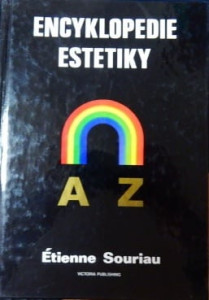 ENCYKLOPEDIE
ESTETIKY
A Z
Étienne Souriau
VICTORIA PUBLISHING